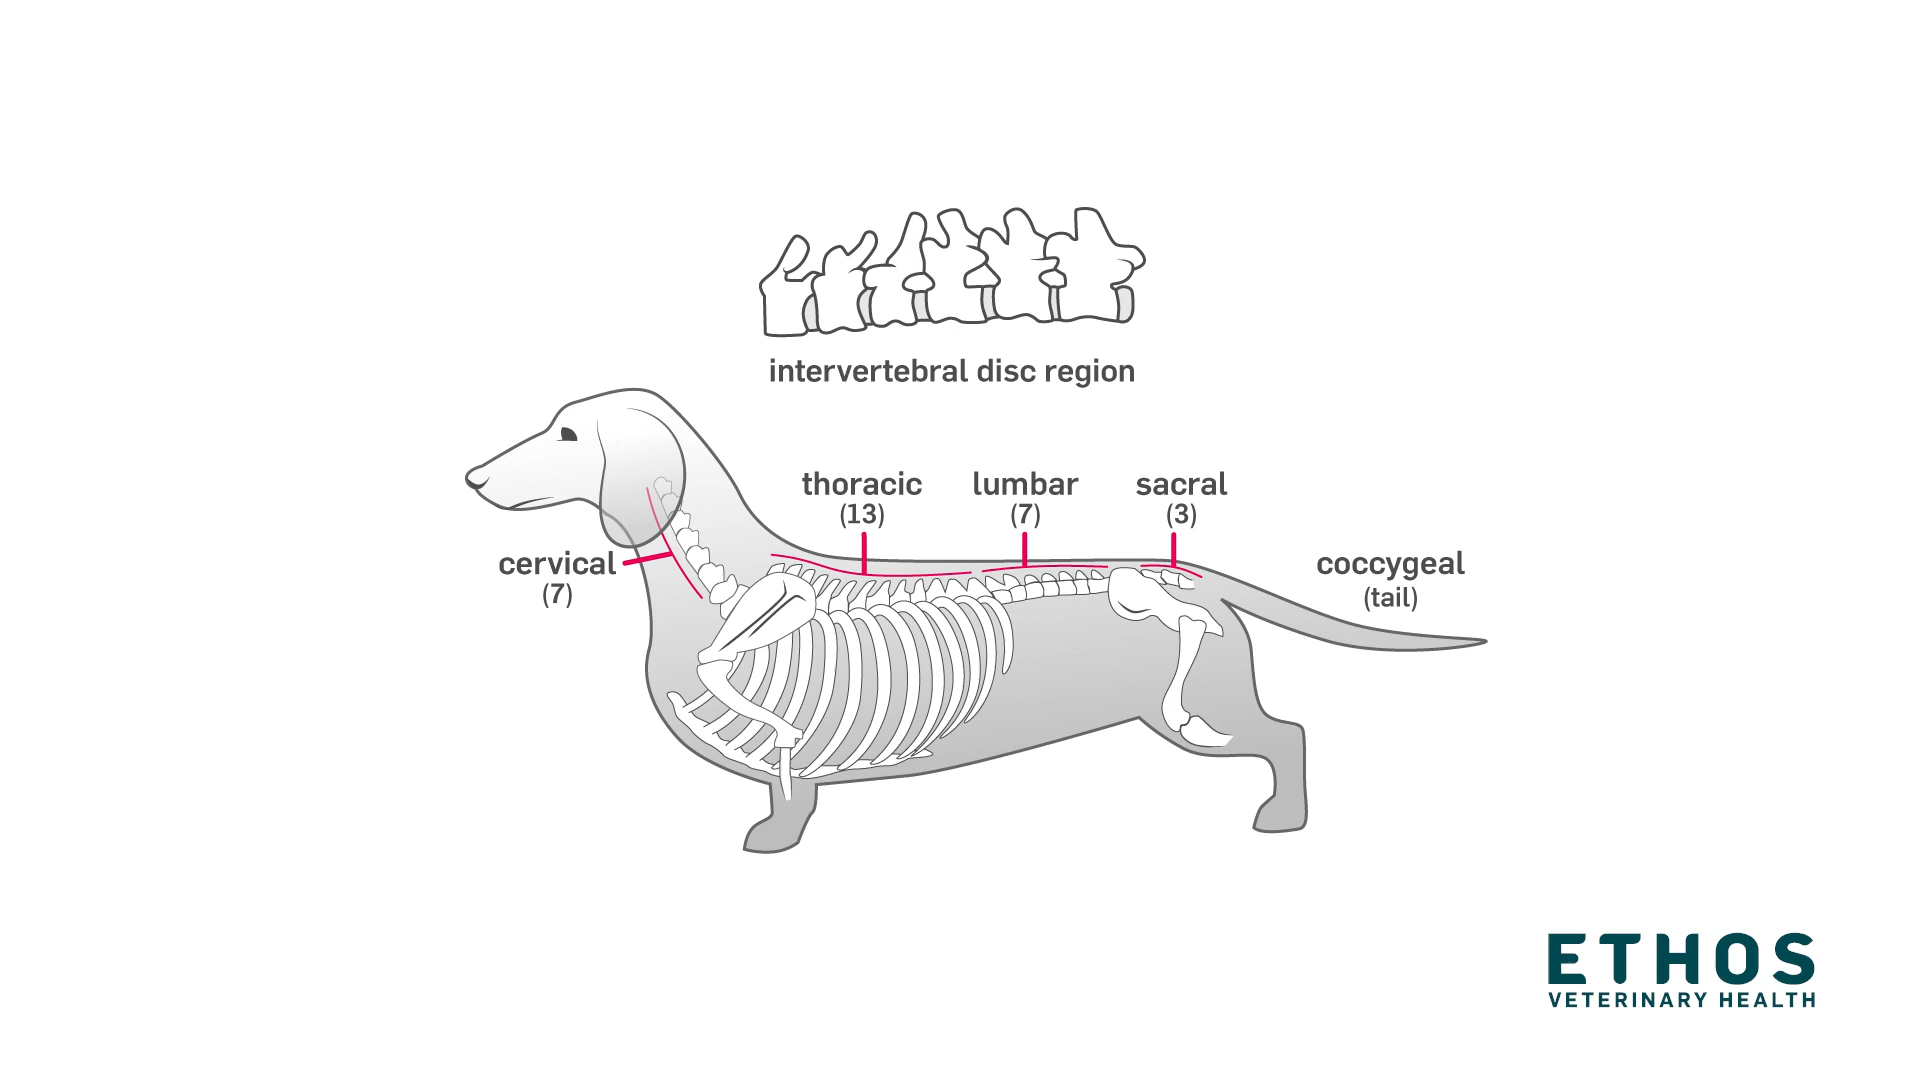 intervertebral disc region
thoracic
(13)
lumbar
(7)
sacral
(3)
cervical
(7)
coccygeal
(tail)
ETHOS
VETERINARY HEALTH